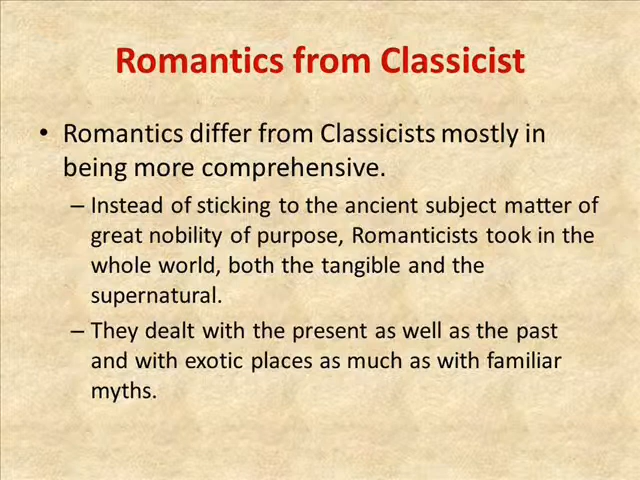 Romantics from Classicist
• Romantics differ from Classicists mostly in
being more comprehensive.
– Instead of sticking to the ancient subject matter of
great nobility of purpose, Romanticists took in the
whole world, both the tangible and the
supernatural.
– They dealt with the present as well as the past
and with exotic places as much as with familiar
myths.